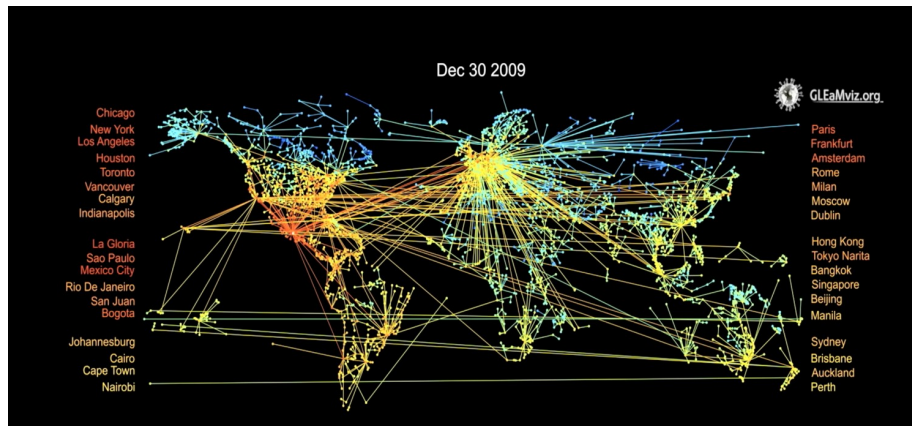 Dec 30 2009
GLEaMviz.org
Chicago
New York
Los Angeles
Houston
Toronto
Vancouver
Calgary
Indianapolis
La Gloria
Sao Paulo
Mexico City
Rio De Janeiro
San Juan
Bogota
Johannesburg
Cairo
Cape Town
Nairobi
Paris
Frankfurt
Amsterdam
Rome
Milan
Moscow
Dublin
Hong Kong
Tokyo Narita
Bangkok
Singapore
Beijing
Manila
Sydney
Brisbane
Auckland
Perth